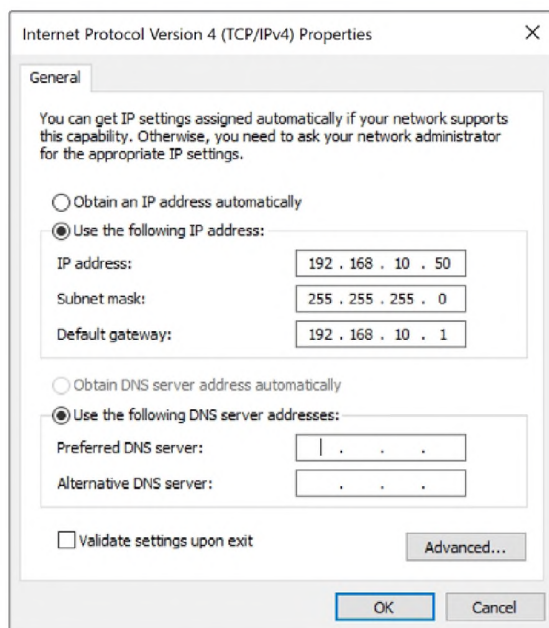 Internet Protocol Version 4 (TCP/IPv4) Properties
General
You can get IP settings assigned automatically if your network supports
this capability. Otherwise, you need to ask your network administrator
for the appropriate IP settings.
Obtain an IP address automatically
Use the following IP address:
IP address: 192 . 168 . 10 . 50
Subnet mask: 255 . 255 . 255 . 0
Default gateway: 192 . 168 . 10 . 1
Obtain DNS server address automatically
Use the following DNS server addresses:
Preferred DNS server: . . .
Alternative DNS server: . . .
Validate settings upon exit
Advanced...
OK Cancel